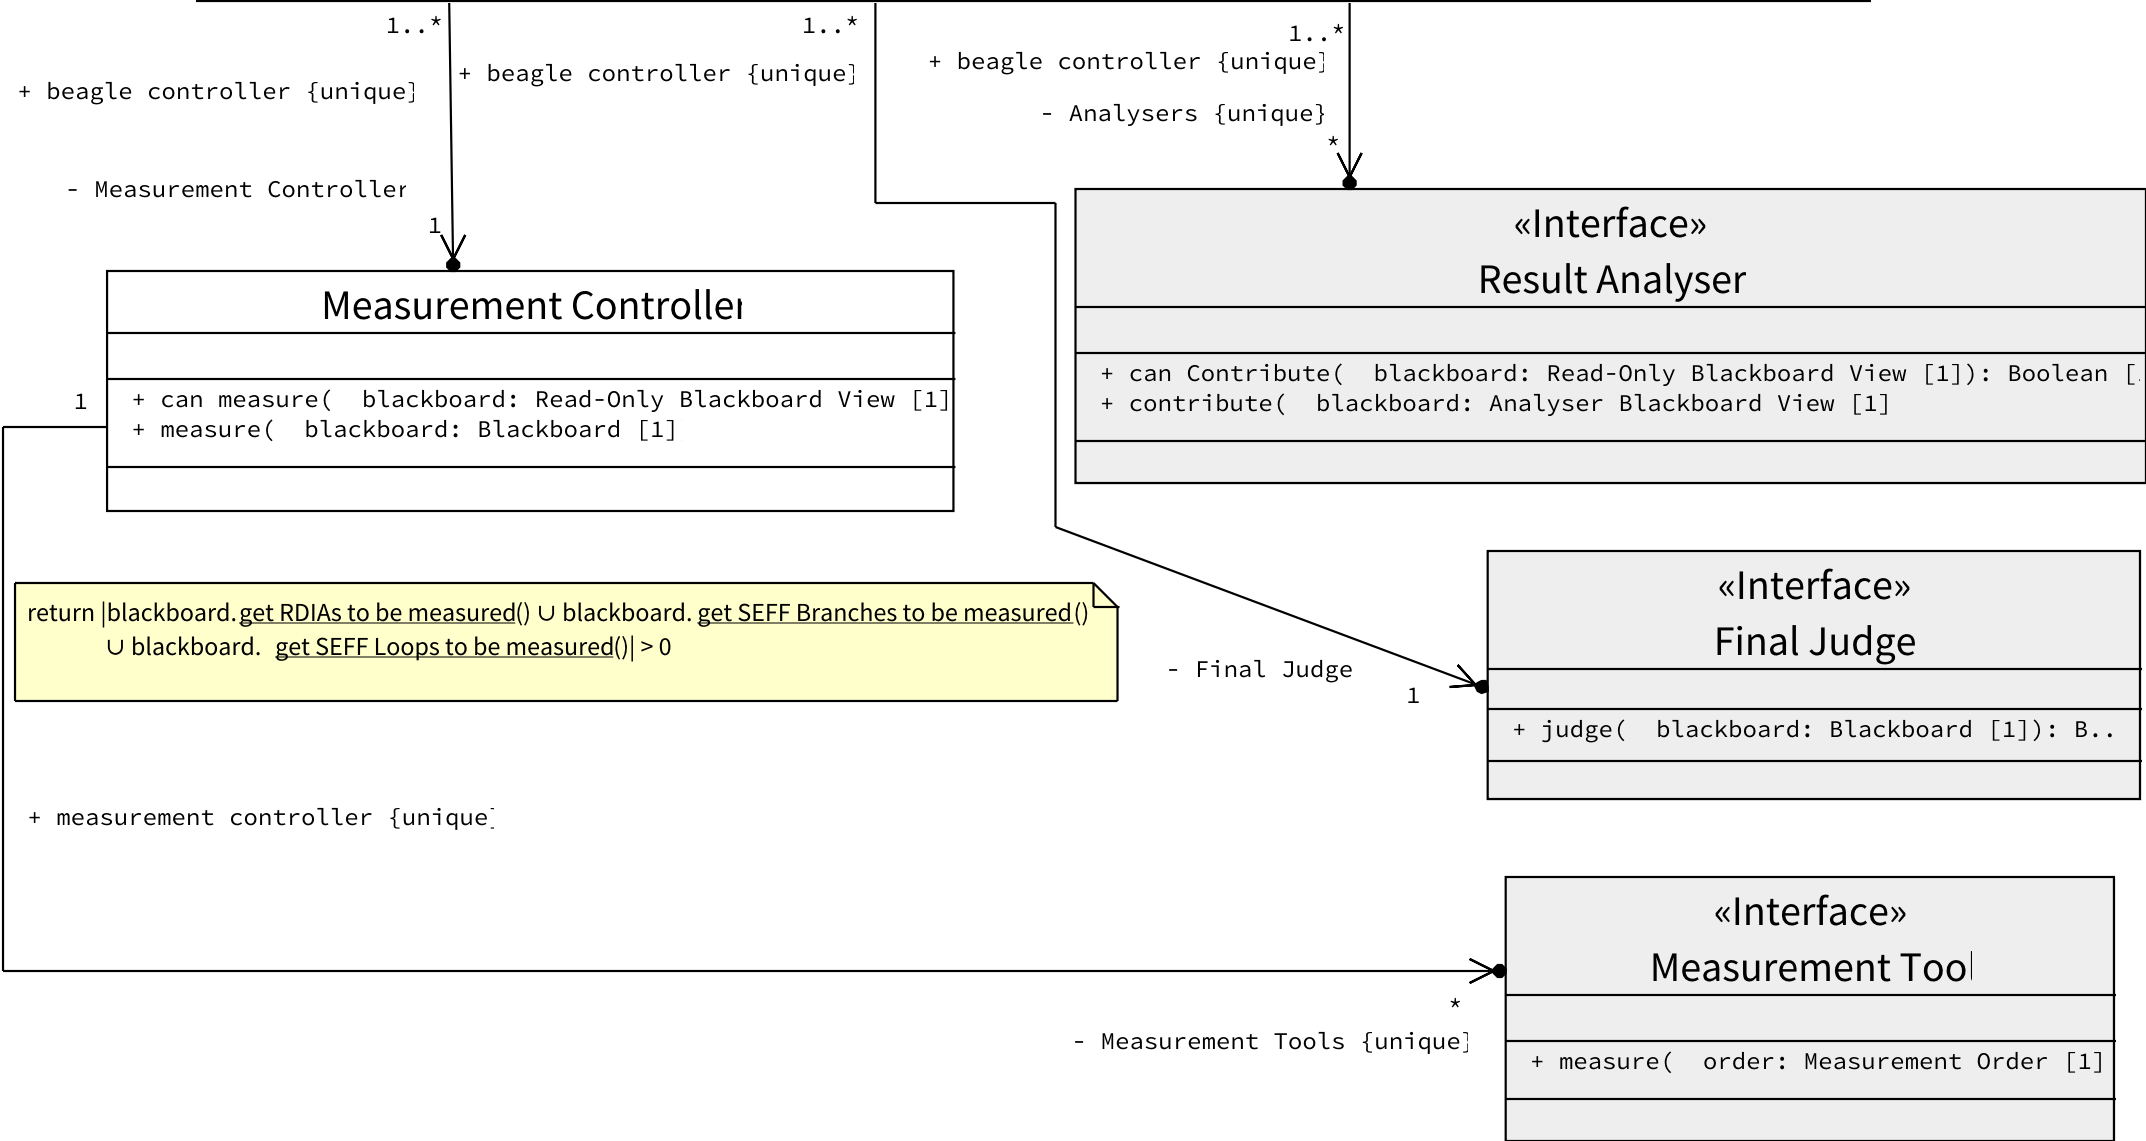 1..*
1..*
1..*
+ beagle controller {unique}
+ beagle controller {unique}
+ beagle controller {unique}
- Analysers {unique}
*
- Measurement Controller
1
«Interface»
Result Analyser
+ can Contribute(  blackboard: Read-Only Blackboard View [1]): Boolean [
+ contribute(  blackboard: Analyser Blackboard View [1]
Measurement Controller
+ can measure(  blackboard: Read-Only Blackboard View [1]
+ measure(  blackboard: Blackboard [1]
1
return |blackboard.get RDIAs to be measured() ∪ blackboard. get SEFF Branches to be measured()
∪ blackboard.  get SEFF Loops to be measured()| > 0
«Interface»
Final Judge
+ judge(  blackboard: Blackboard [1]): B..
- Final Judge
1
+ measurement controller {unique}
«Interface»
Measurement Tool
+ measure(  order: Measurement Order [1]
*
- Measurement Tools {unique}